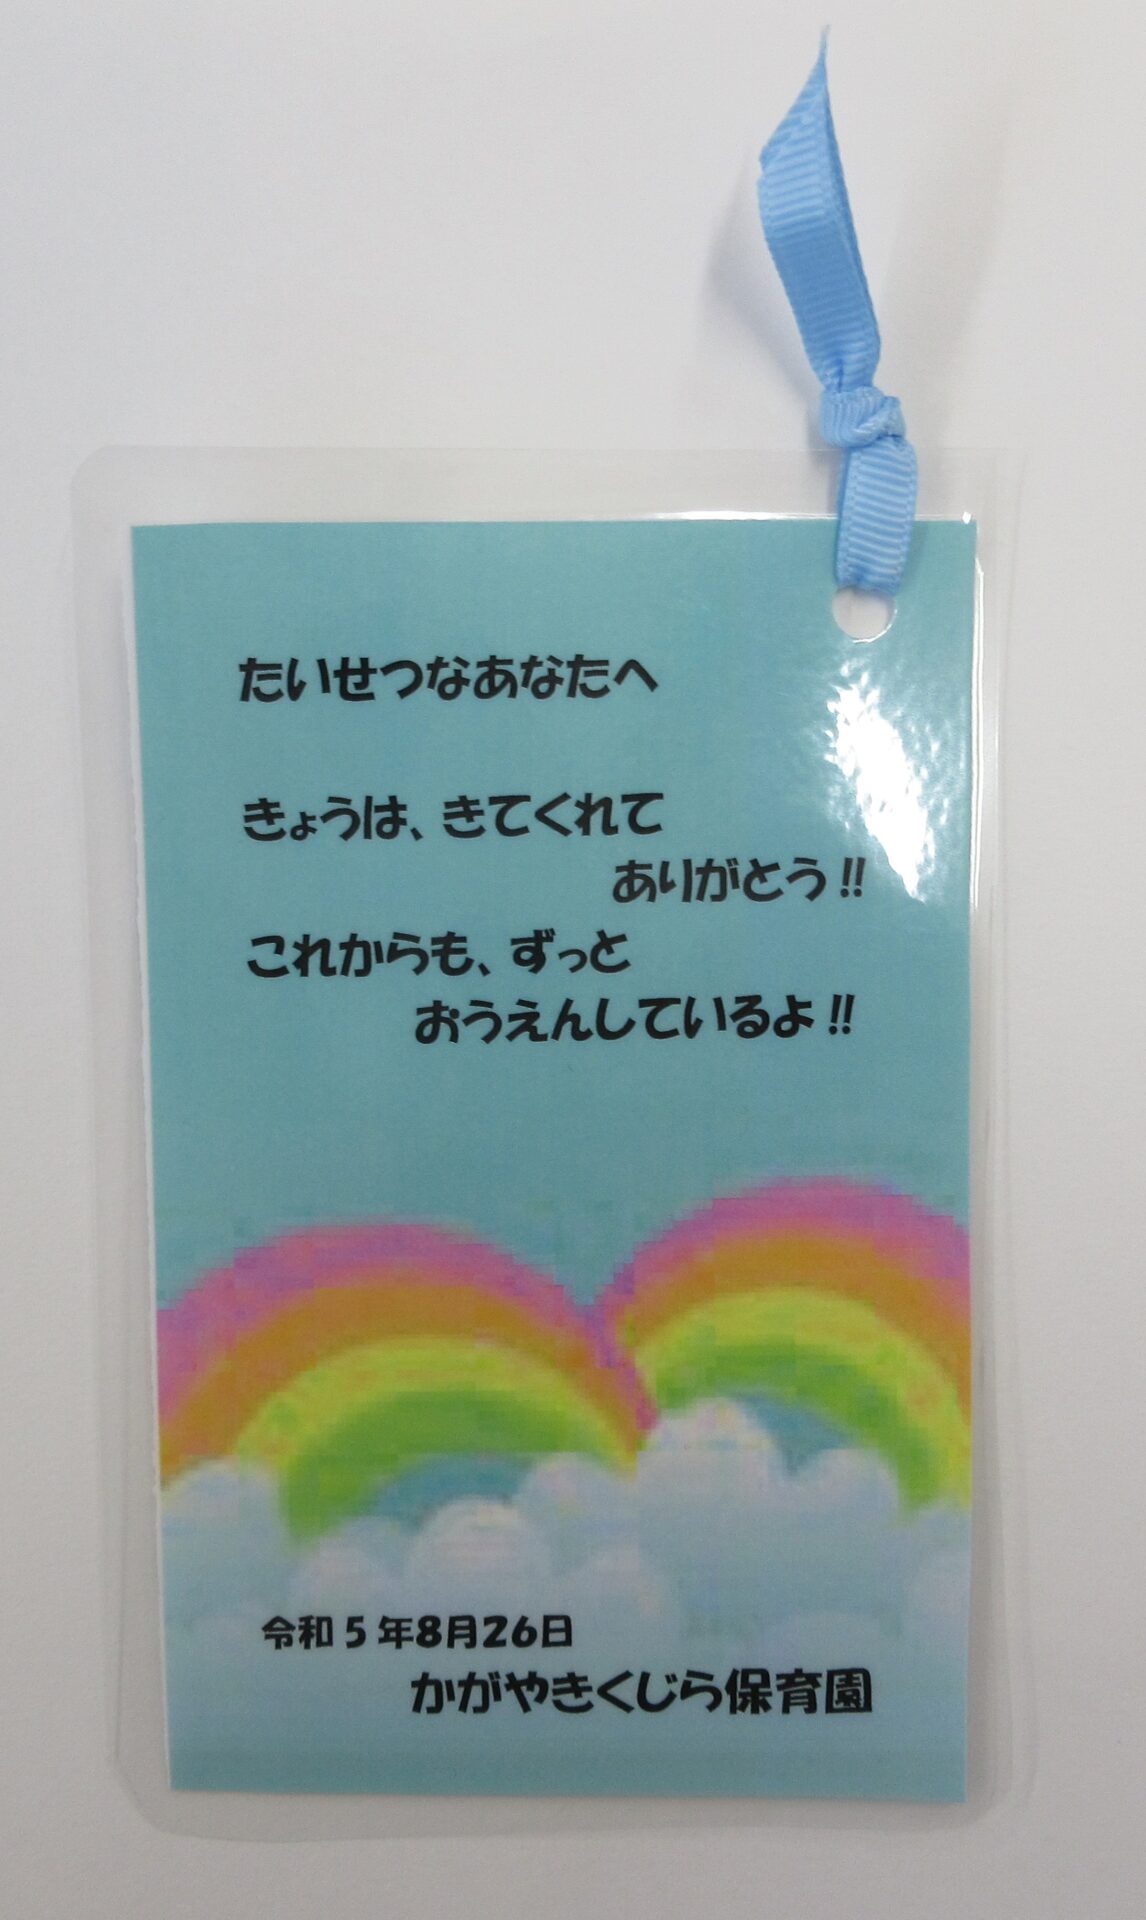 たいせつなあなたへ
きょうは、きてくれて
ありがとう!!
これからも、ずっと
おうえんしているよ!!
令和5年8月26日
かがやきくじら保育園